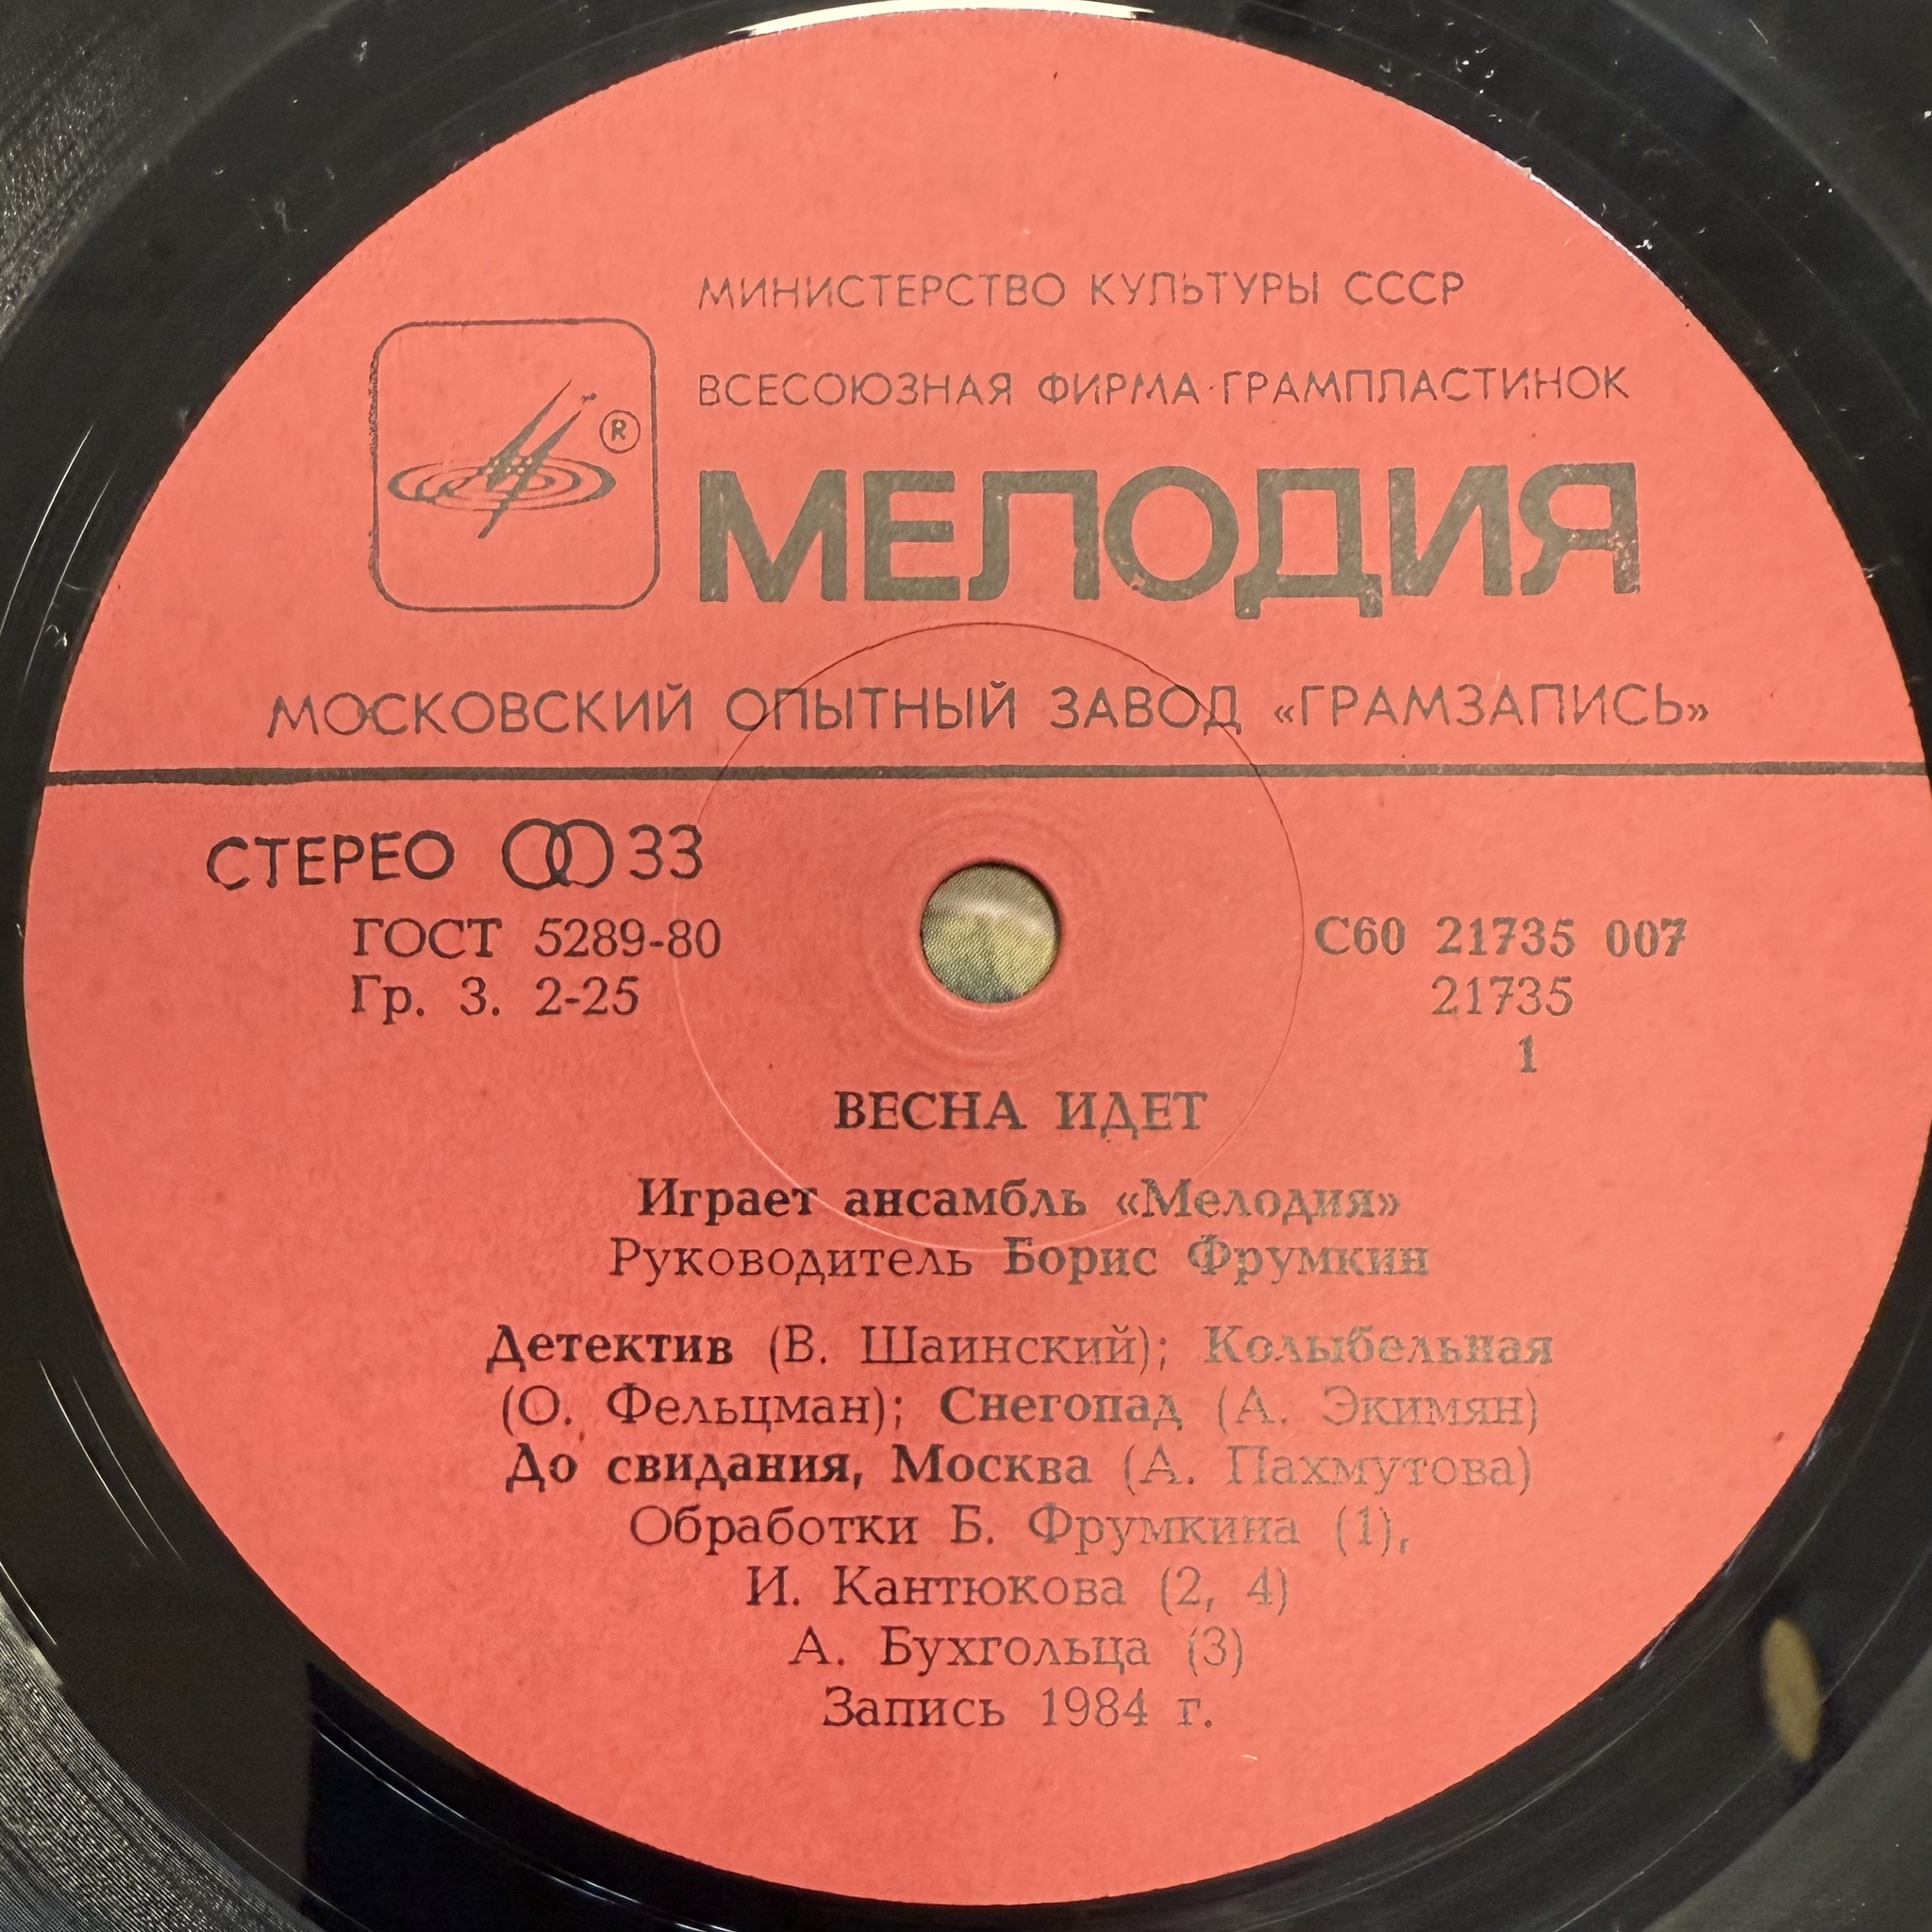 МИНИСТЕРСТВО КУЛЬТУРЫ СССР
ВСЕСОЮЗНАЯ ФИРМА ГРАМПЛАСТИНОК
®
МЕЛОДИЯ
МОСКОВСКИЙ ОПЫТНЫЙ ЗАВОД «ГРАМЗАПИСЬ»
СТЕРЕО 33
ГОСТ 5289-80
Гр. 3. 2-25
С60 21735 007
21735
1
ВЕСНА ИДЕТ
Играет ансамбль «Мелодия»
Руководитель Борис Фрумкин
Детектив (В. Шаинский); Колыбельная
(О. Фельцман); Снегопад (А. Экимян)
До свидания, Москва (А. Пахмутова)
Обработки Б. Фрумкина (1),
И. Кантюкова (2, 4)
А. Бухгольца (3)
Запись 1984 г.